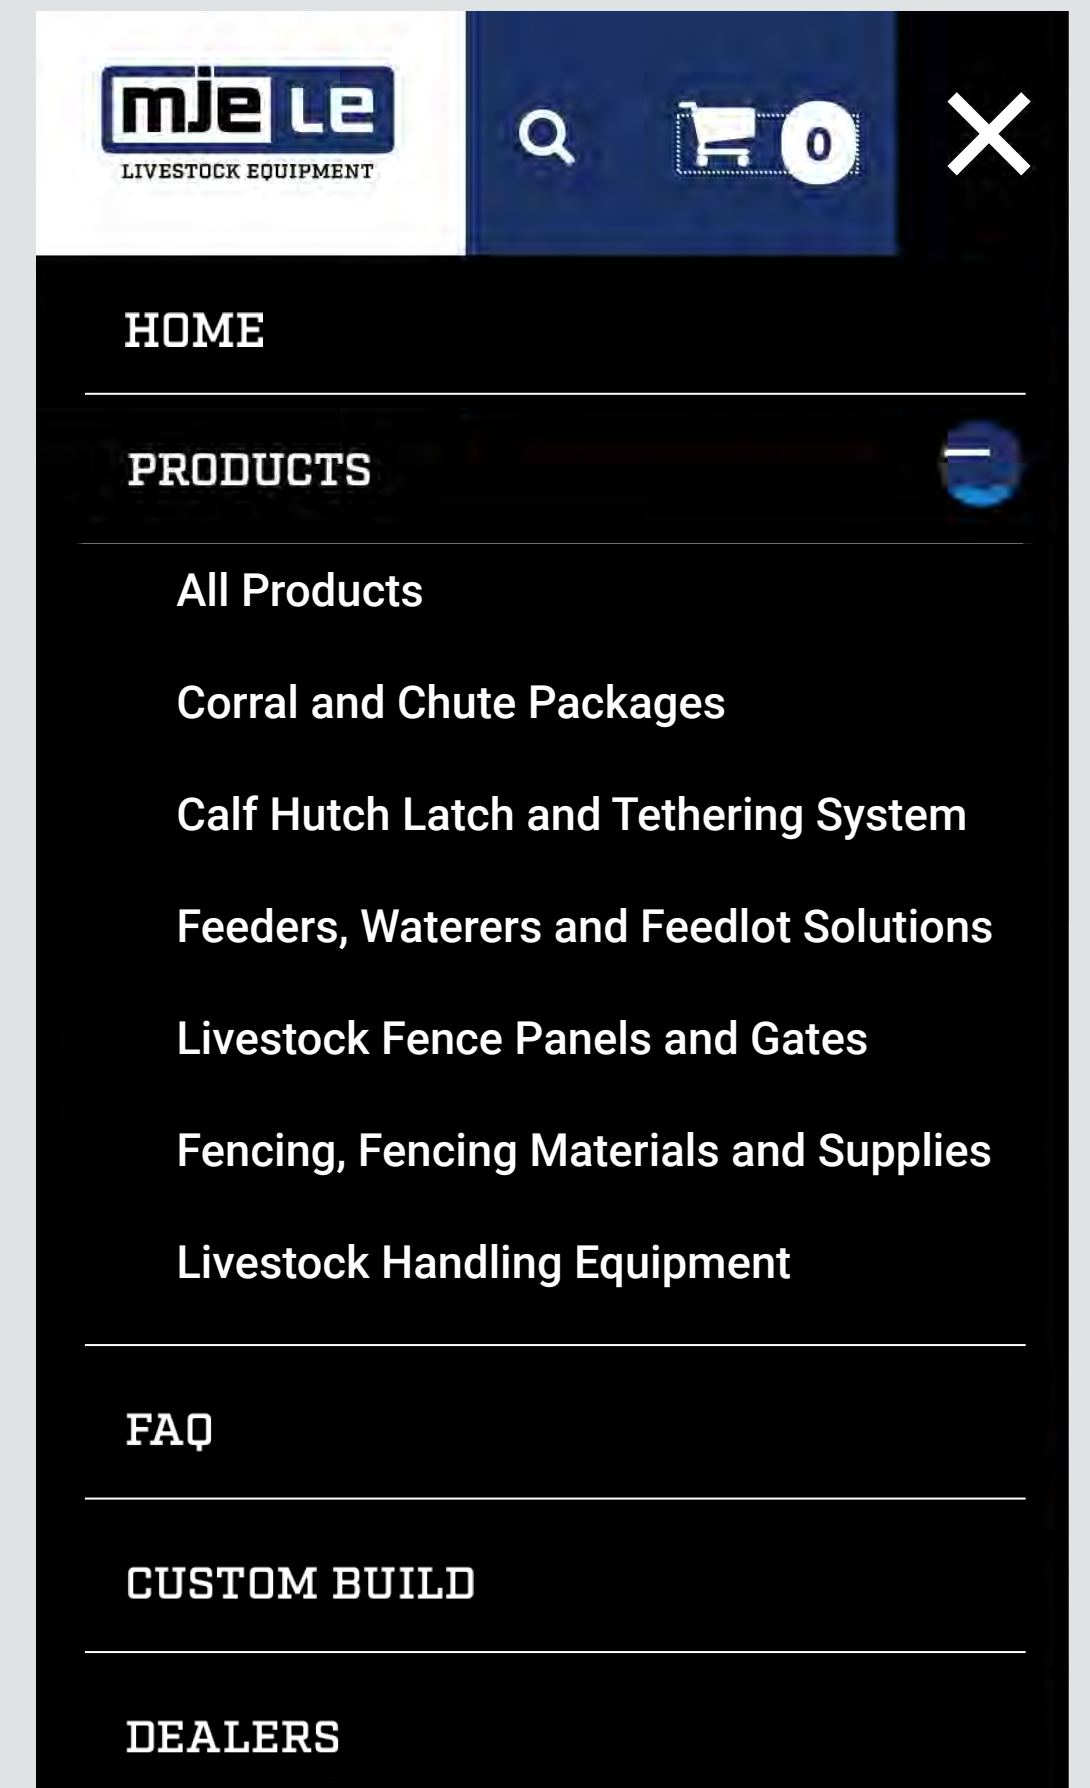 mje LE
LIVESTOCK EQUIPMENT
0
HOME
PRODUCTS
All Products
Corral and Chute Packages
Calf Hutch Latch and Tethering System
Feeders, Waterers and Feedlot Solutions
Livestock Fence Panels and Gates
Fencing, Fencing Materials and Supplies
Livestock Handling Equipment
FAQ
CUSTOM BUILD
DEALERS